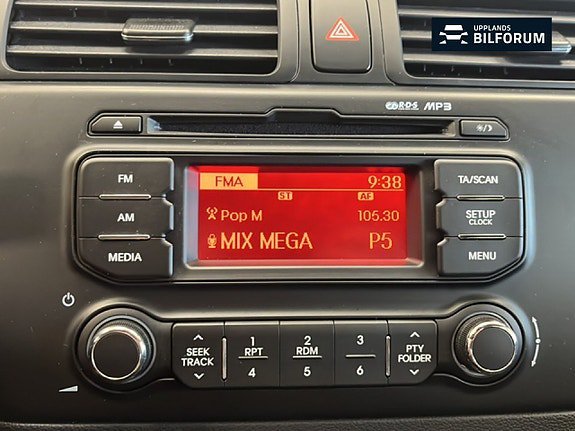 UPPLANDS
BILFORUM
RDS MP3
FM
AM
MEDIA
FMA 9:38
ST AF
Pop M 105.30
MIX MEGA P5
TA/SCAN
SETUP
CLOCK
MENU
SEEK
TRACK
1
RPT
4
2
RDM
5
3
6
PTY
FOLDER